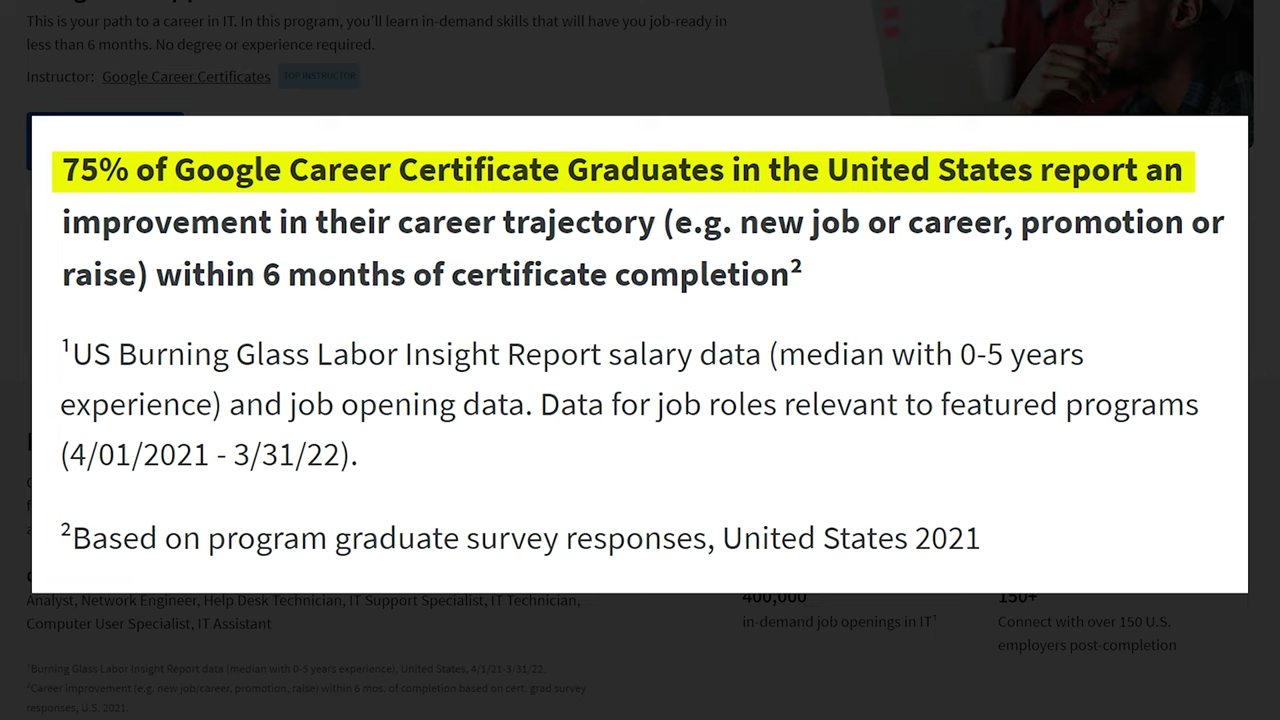 This is your path to a career in IT. In this program, you'll learn in-demand skills that will have you job-ready in
less than 6 months. No degree or experience required.
Instructor: Google Career Certificates TOP INSTRUCTOR
75% of Google Career Certificate Graduates in the United States report an
improvement in their career trajectory (e.g. new job or career, promotion or
raise) within 6 months of certificate completion²
¹US Burning Glass Labor Insight Report salary data (median with 0-5 years
experience) and job opening data. Data for job roles relevant to featured programs
(4/01/2021 - 3/31/22).
²Based on program graduate survey responses, United States 2021
400,000 150+
Analyst, Network Engineer, Help Desk Technician, IT Support Specialist, IT Technician,
Computer User Specialist, IT Assistant
in-demand job openings in IT¹
Connect with over 150 U.S.
employers post-completion
¹Burning Glass Labor Insight Report data (median with 0-5 years experience), United States, 4/1/21-3/31/22
²Career improvement (e.g. new job/career, promotion, raise) within 6 mos. of completion based on cert. grad survey
responses, U.S. 2021.